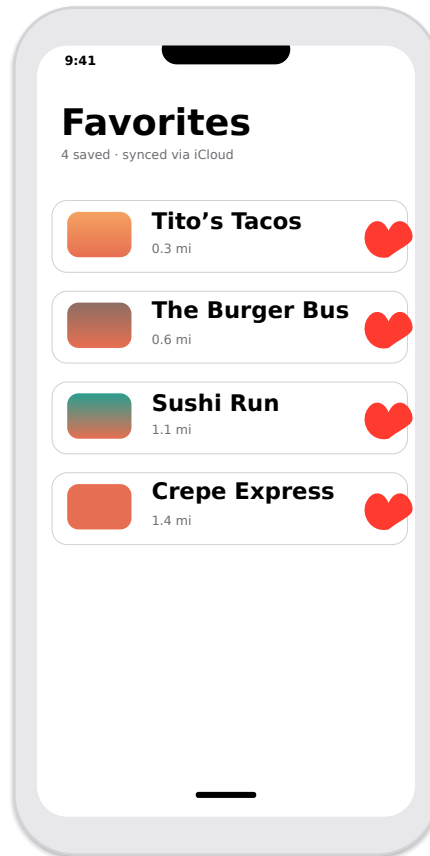 9:41
Favorites
4 saved · synced via iCloud
Tito’s Tacos
0.3 mi
The Burger Bus
0.6 mi
Sushi Run
1.1 mi
Crepe Express
1.4 mi